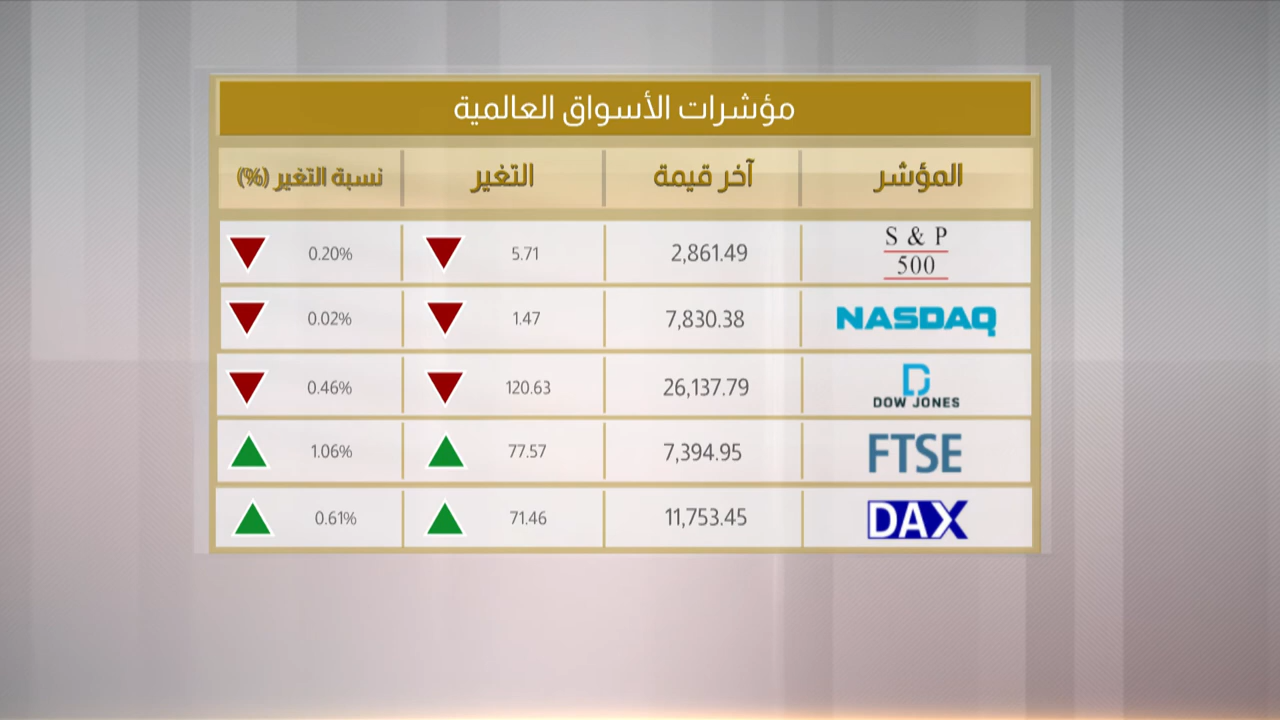 مؤشرات الأسواق العالمية
المؤشر آخر قيمة التغير نسبة التغير (%)
S & P
500 2,861.49 5.71 0.20%
NASDAQ 7,830.38 1.47 0.02%
DOW JONES 26,137.79 120.63 0.46%
FTSE 7,394.95 77.57 1.06%
DAX 11,753.45 71.46 0.61%